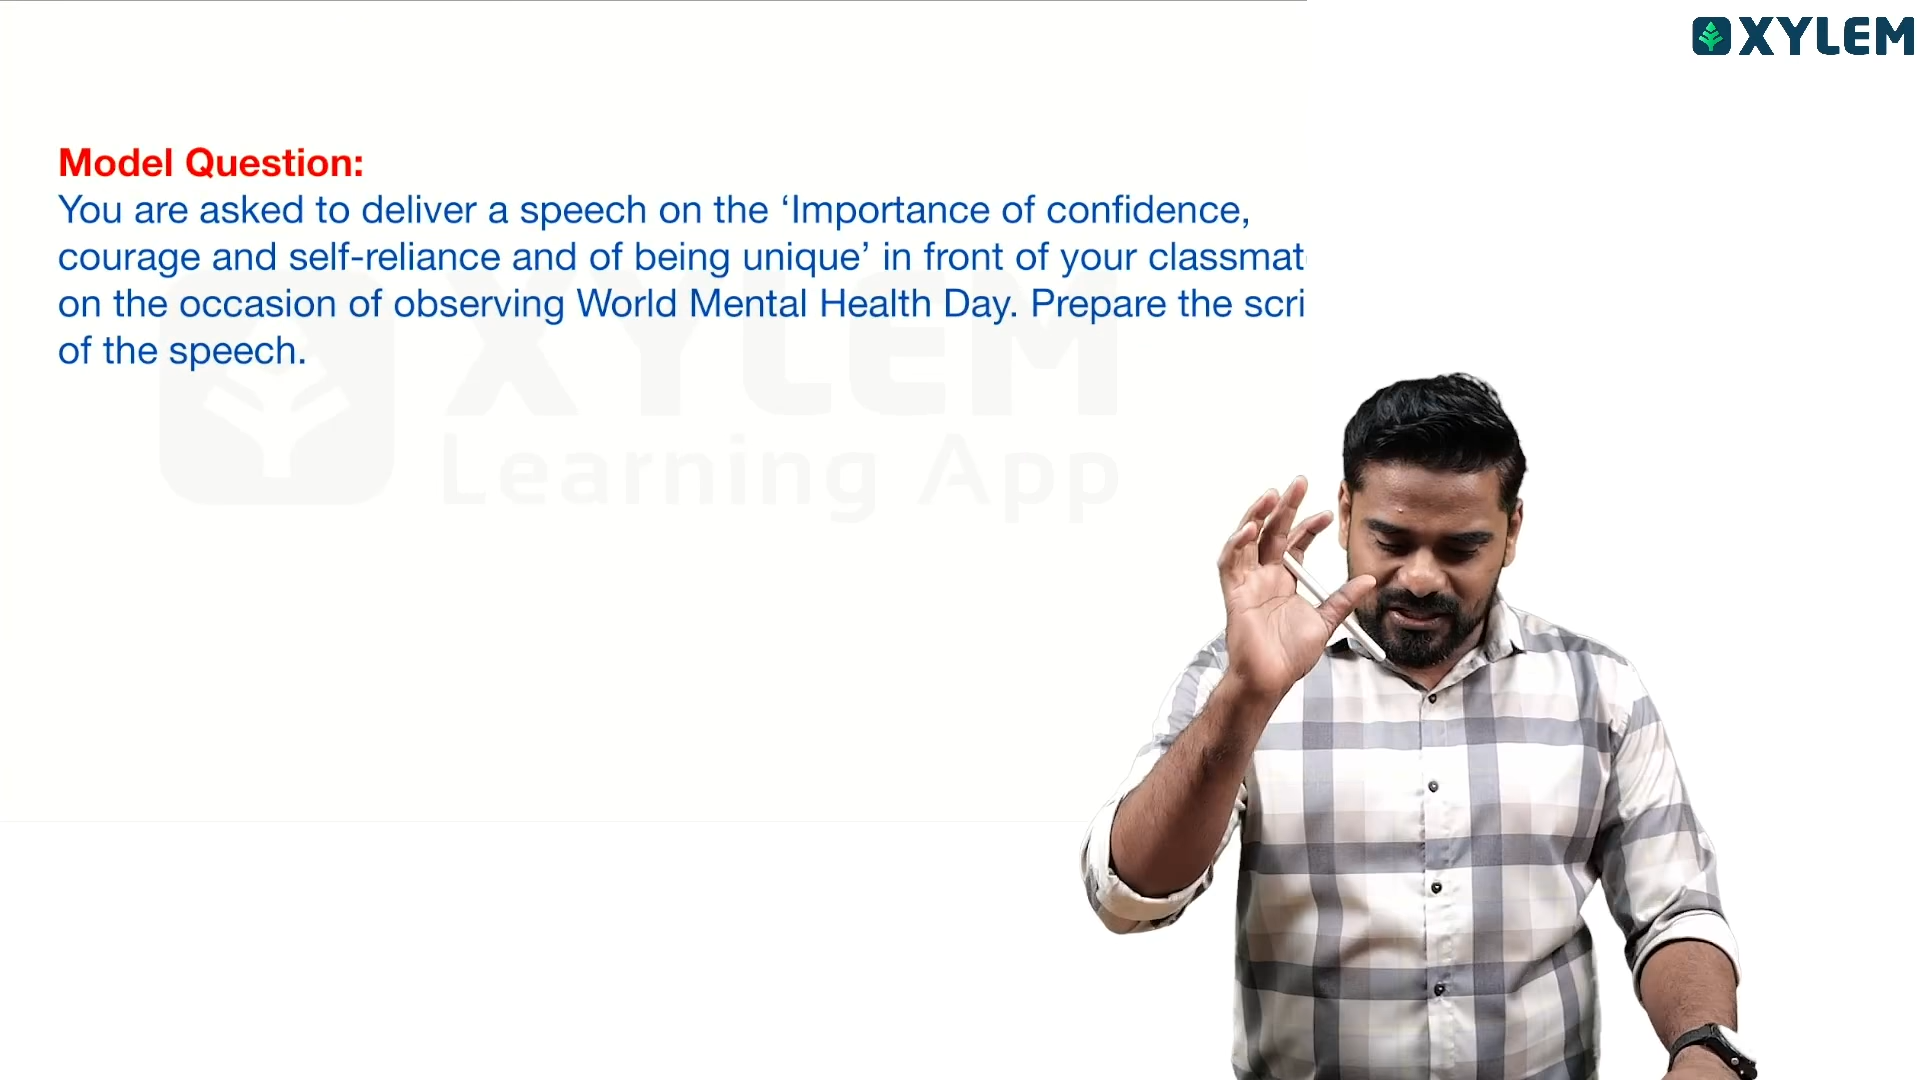 XYLEM
Model Question:
You are asked to deliver a speech on the ‘Importance of confidence,
courage and self-reliance and of being unique’ in front of your classmat
on the occasion of observing World Mental Health Day. Prepare the scri
of the speech.
XYLEM
Learning App